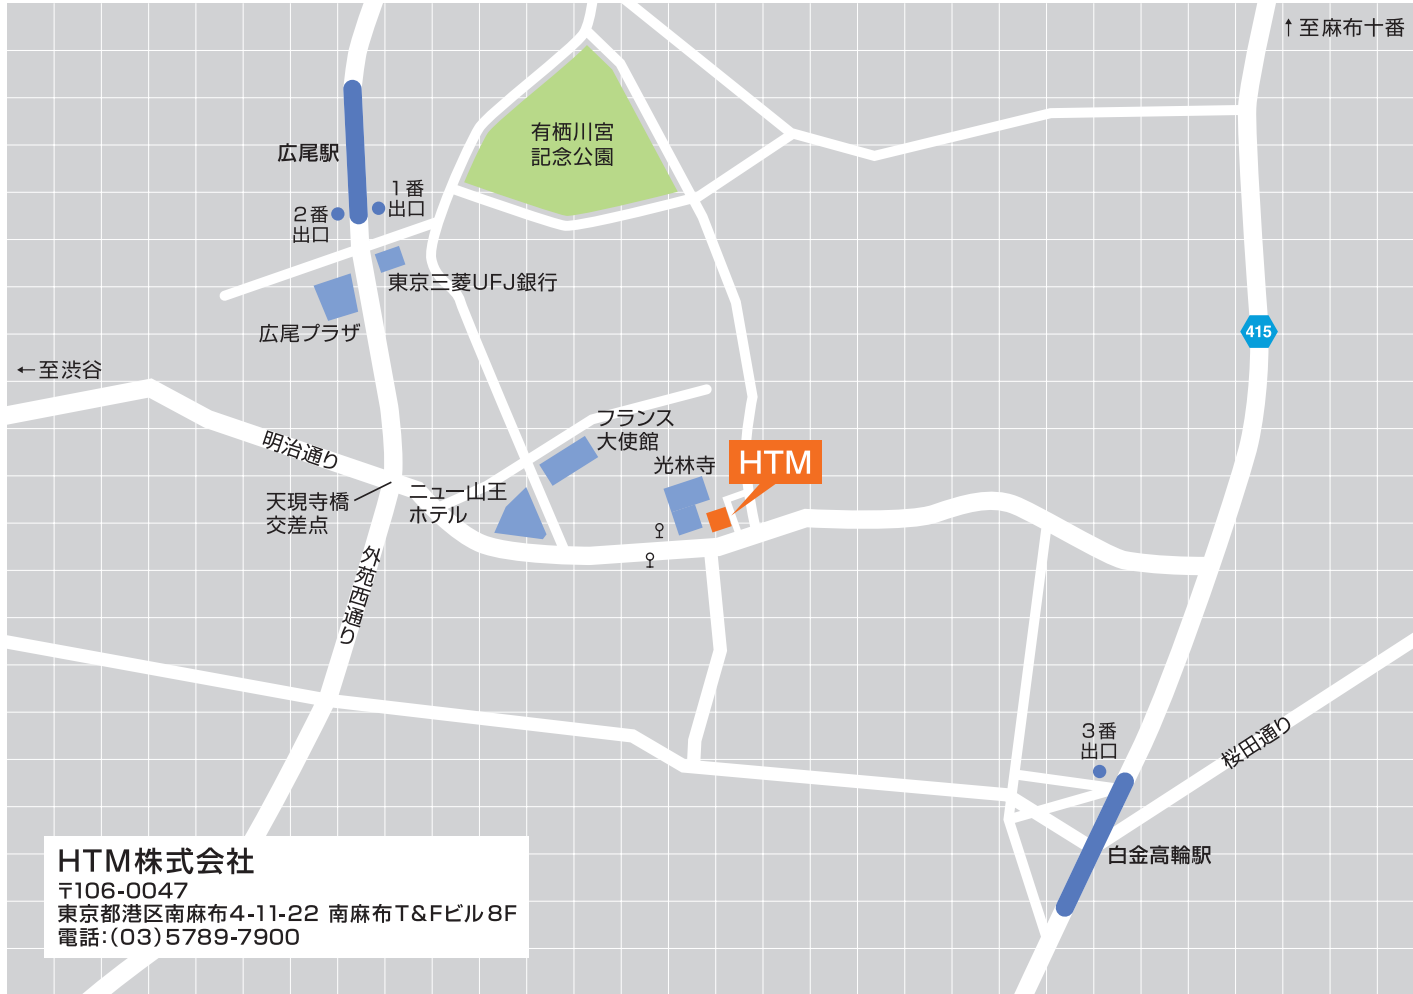 ↑至麻布十番
有栖川宮
記念公園
広尾駅
1番
出口
2番
出口
東京三菱UFJ銀行
広尾プラザ
415
←至渋谷
明治通り
フランス
大使館
光林寺
HTM
ニュー山王
ホテル
天現寺橋
交差点
外苑西通り
3番
出口
桜田通り
白金高輪駅
HTM株式会社
〒106-0047
東京都港区南麻布4-11-22 南麻布T&Fビル8F
電話:(03)5789-7900